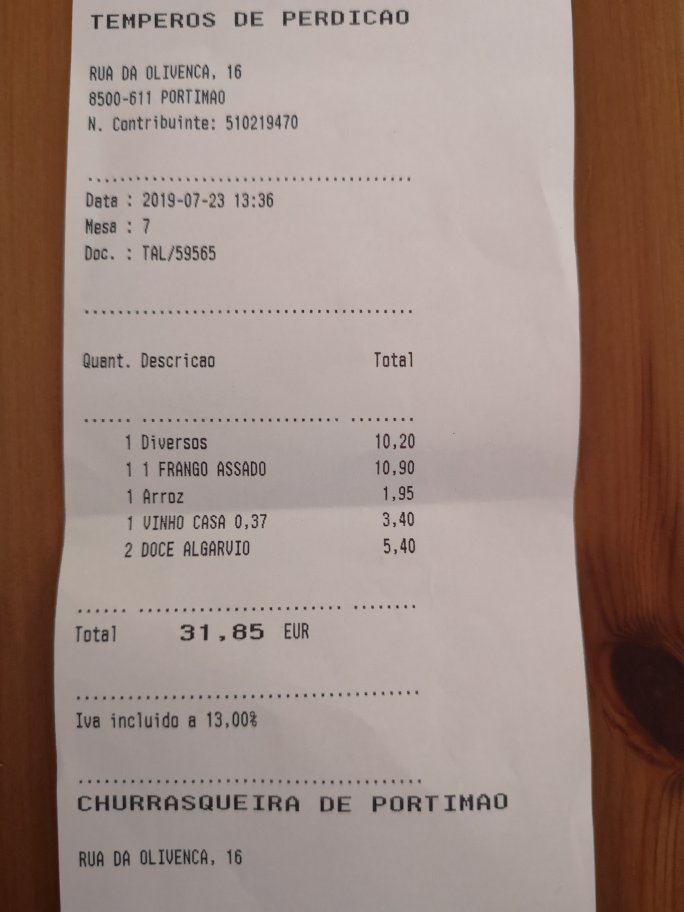 TEMPEROS DE PERDICAO
RUA DA OLIVENCA, 16
8500-611 PORTIMAO
N. Contribuinte: 510219470
Data : 2019-07-23 13:36
Mesa : 7
Doc. : TAL/59565
Quant. Descricao Total
1 Diversos 10,20
1 1 FRANGO ASSADO 10,90
1 Arroz 1,95
1 VINHO CASA 0,37 3,40
2 DOCE ALGARVIO 5,40
Total 31,85 EUR
Iva incluido a 13,00%
CHURRASQUEIRA DE PORTIMAO
RUA DA OLIVENCA, 16